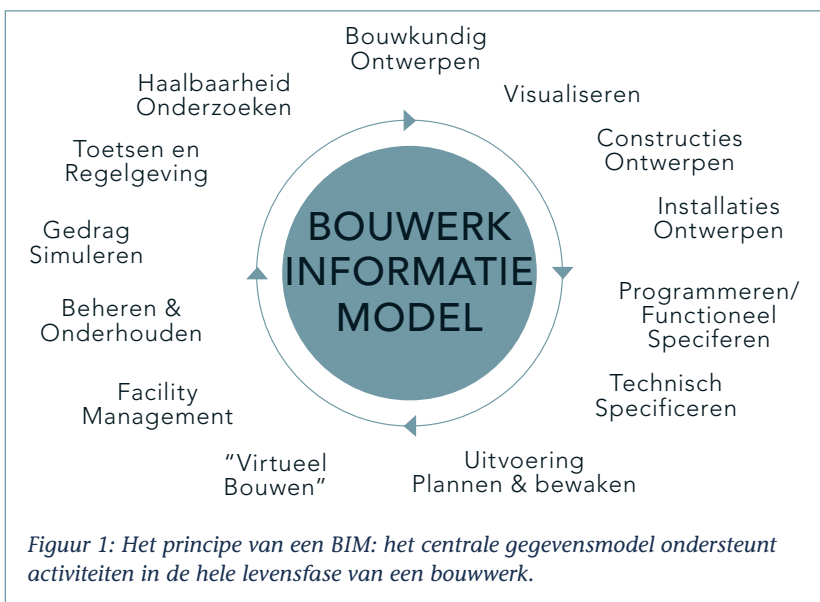 Bouwkundig
Ontwerpen
Visualiseren
Constructies
Ontwerpen
Installaties
Ontwerpen
Programmeren/
Functioneel
Speciferen
Technisch
Specificeren
Uitvoering
Plannen & bewaken
“Virtueel
Bouwen”
Facility
Management
Beheren &
Onderhouden
Gedrag
Simuleren
Toetsen en
Regelgeving
Haalbaarheid
Onderzoeken
BOUWERK
INFORMATIE
MODEL
Figuur 1: Het principe van een BIM: het centrale gegevensmodel ondersteunt
activiteiten in de hele levensfase van een bouwwerk.